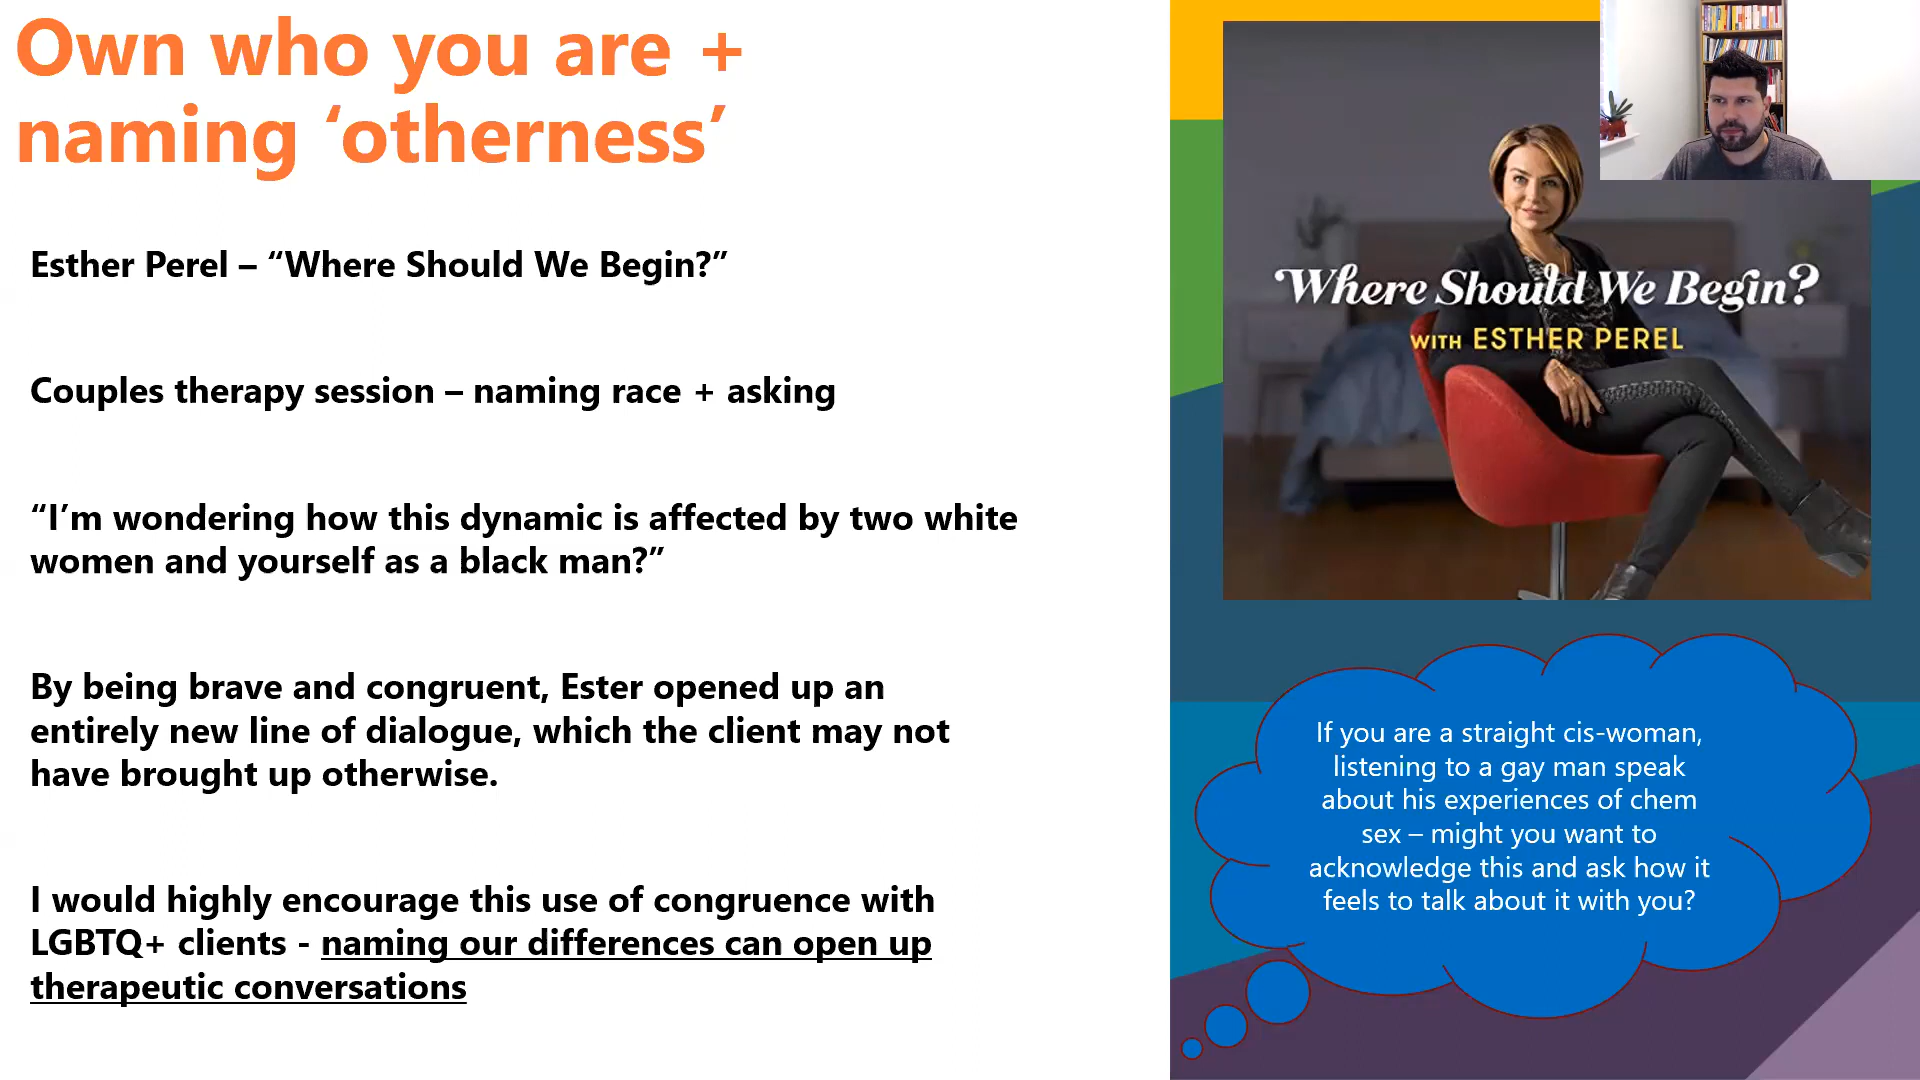 Own who you are +
naming ‘otherness’
Esther Perel – “Where Should We Begin?”
Couples therapy session – naming race + asking
“I’m wondering how this dynamic is affected by two white
women and yourself as a black man?”
By being brave and congruent, Ester opened up an
entirely new line of dialogue, which the client may not
have brought up otherwise.
I would highly encourage this use of congruence with
LGBTQ+ clients - naming our differences can open up
therapeutic conversations
Where Should We Begin?
WITH ESTHER PEREL
If you are a straight cis-woman,
listening to a gay man speak
about his experiences of chem
sex – might you want to
acknowledge this and ask how it
feels to talk about it with you?